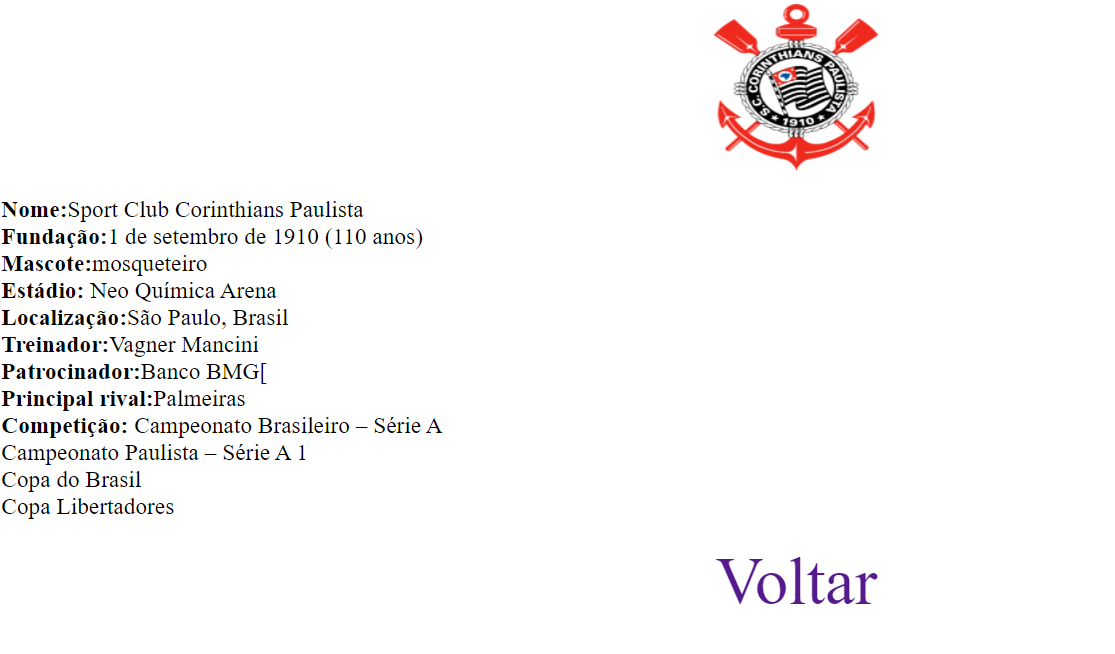 S.C. CORINTHIANS PAULISTA
1910
Nome:Sport Club Corinthians Paulista
Fundação:1 de setembro de 1910 (110 anos)
Mascote:mosqueteiro
Estádio: Neo Química Arena
Localização:São Paulo, Brasil
Treinador:Vagner Mancini
Patrocinador:Banco BMG[
Principal rival:Palmeiras
Competição: Campeonato Brasileiro – Série A
Campeonato Paulista – Série A 1
Copa do Brasil
Copa Libertadores
Voltar